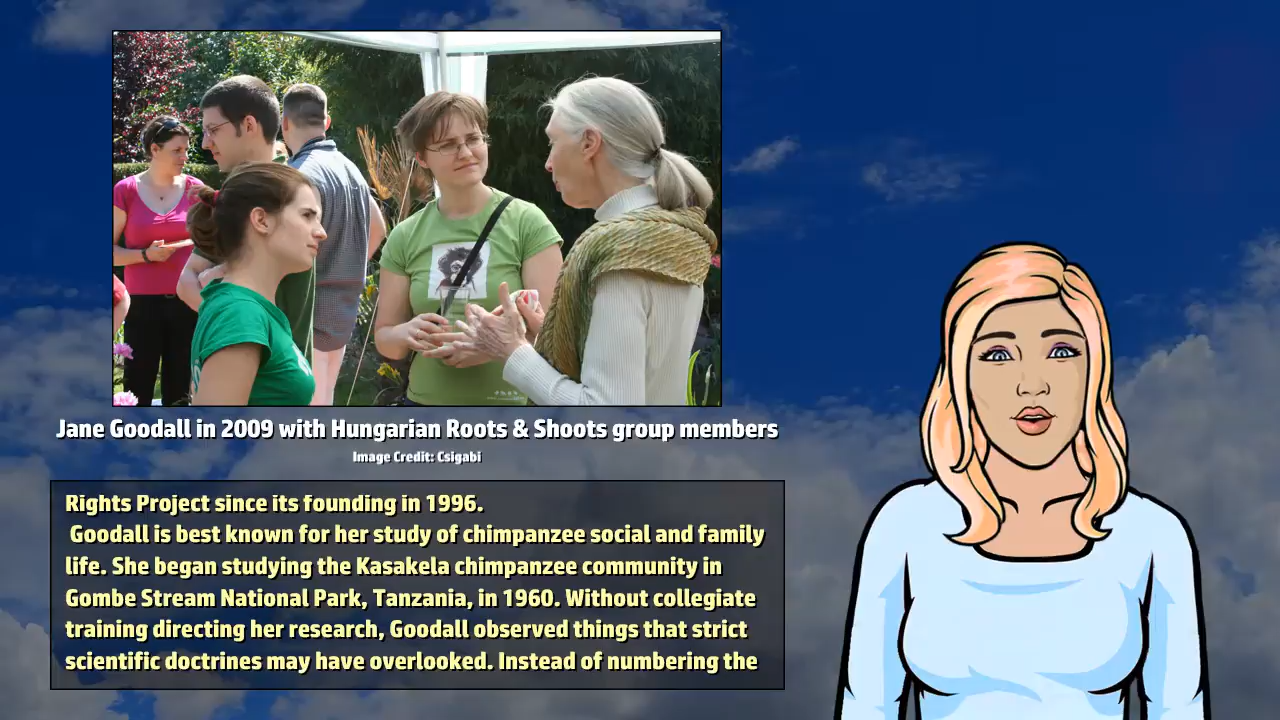 Jane Goodall in 2009 with Hungarian Roots & Shoots group members
Image Credit: Csigabi
Rights Project since its founding in 1996.
Goodall is best known for her study of chimpanzee social and family
life. She began studying the Kasakela chimpanzee community in
Gombe Stream National Park, Tanzania, in 1960. Without collegiate
training directing her research, Goodall observed things that strict
scientific doctrines may have overlooked. Instead of numbering the